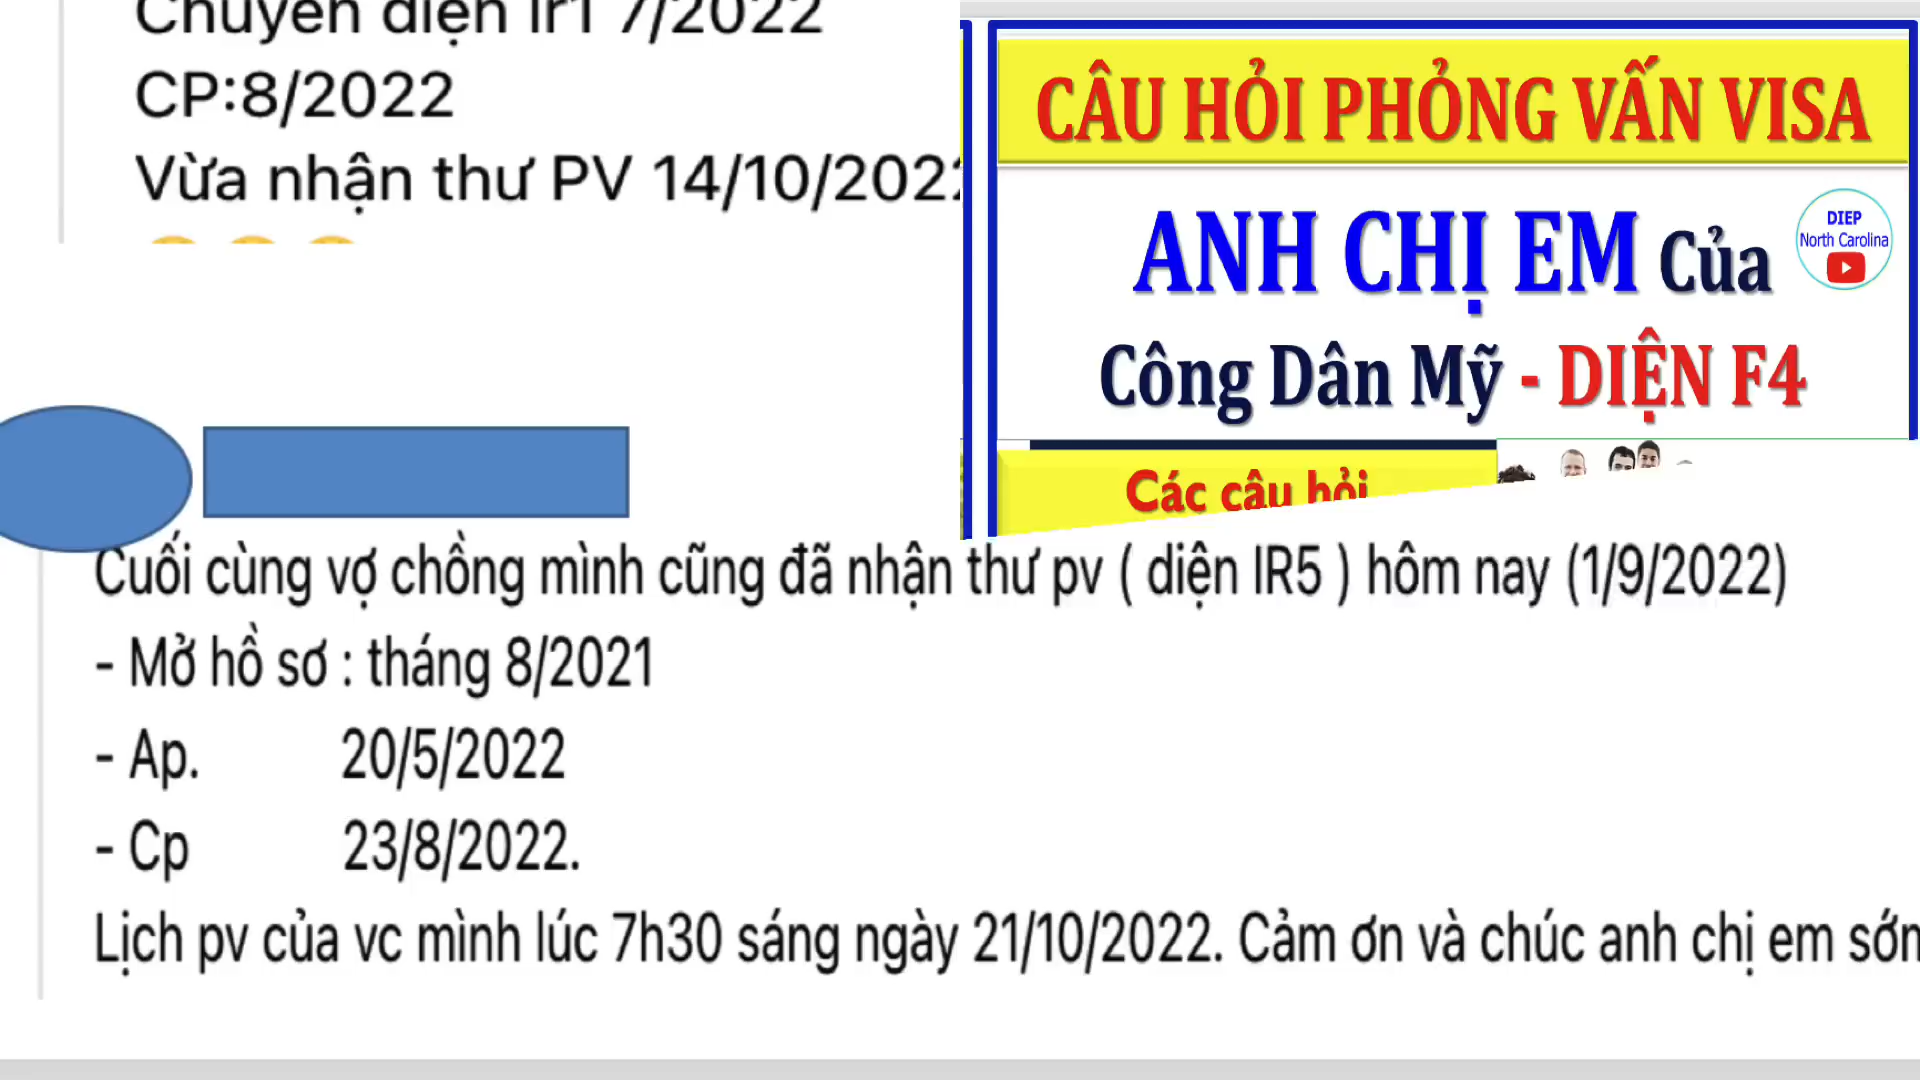 Chuyển diện Ir1 7/2022
CP:8/2022
Vừa nhận thư PV 14/10/2022
CÂU HỎI PHỎNG VẤN VISA
ANH CHỊ EM Của
DIEP
North Carolina
Công Dân Mỹ - DIỆN F4
Các câu hỏi
Cuối cùng vợ chồng mình cũng đã nhận thư pv ( diện IR5 ) hôm nay (1/9/2022)
- Mở hồ sơ : tháng 8/2021
- Ap. 20/5/2022
- Cp 23/8/2022.
Lịch pv của vc mình lúc 7h30 sáng ngày 21/10/2022. Cảm ơn và chúc anh chị em sớm